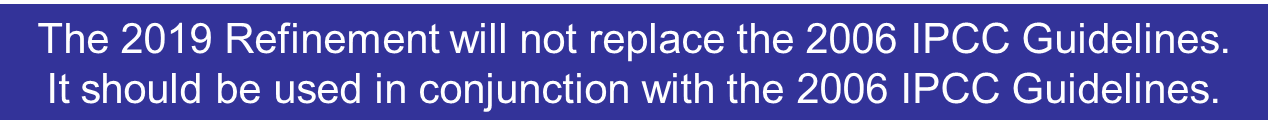 The 2019 Refinement will not replace the 2006 IPCC Guidelines.
It should be used in conjunction with the 2006 IPCC Guidelines.